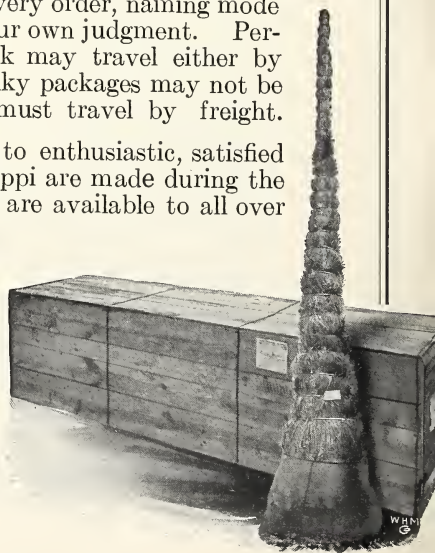 very order, naming mode
ur own judgment. Per-
k may travel either by
ky packages may not be
must travel by freight.
to enthusiastic, satisfied
ppi are made during the
are available to all over
WHM
G